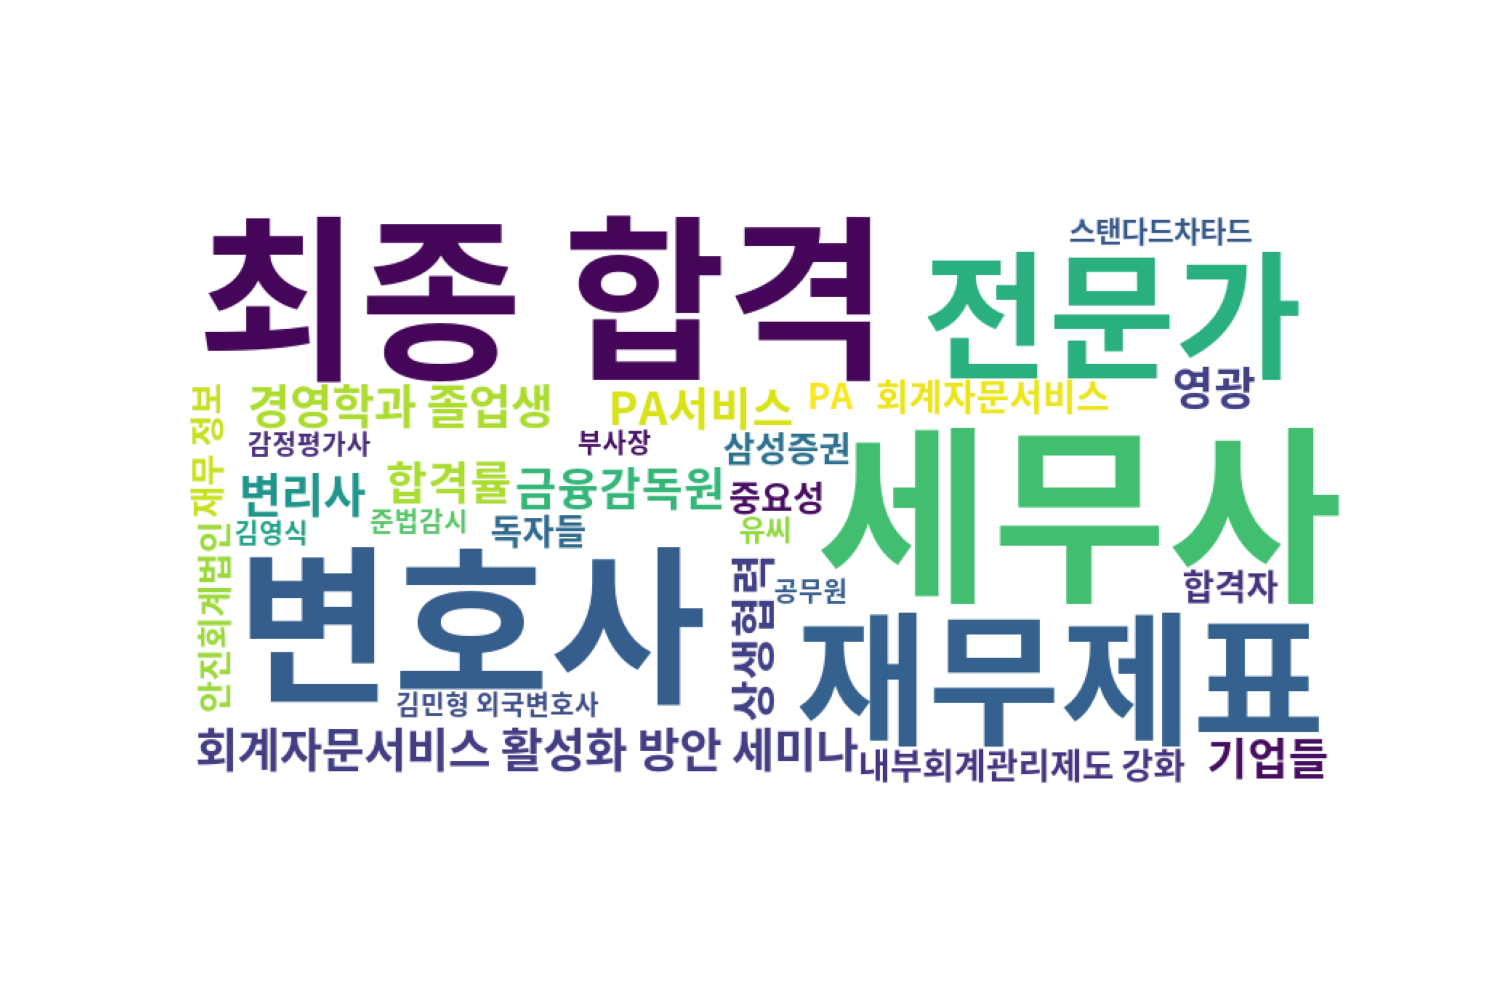 스탠다드차타드
최종 합격
전문가
영광
경영학과 졸업생
PA서비스
PA 회계자문서비스
재무 정보
감정평가사
부사장
삼성증권
세무사
변리사
합격률
금융감독원
중요성
김영식
준법감시
독자들
유씨
안진회계법인
변호사
상생협력
공무원
합격자
재무제표
김민형 외국변호사
회계자문서비스 활성화 방안 세미나
내부회계관리제도 강화
기업들